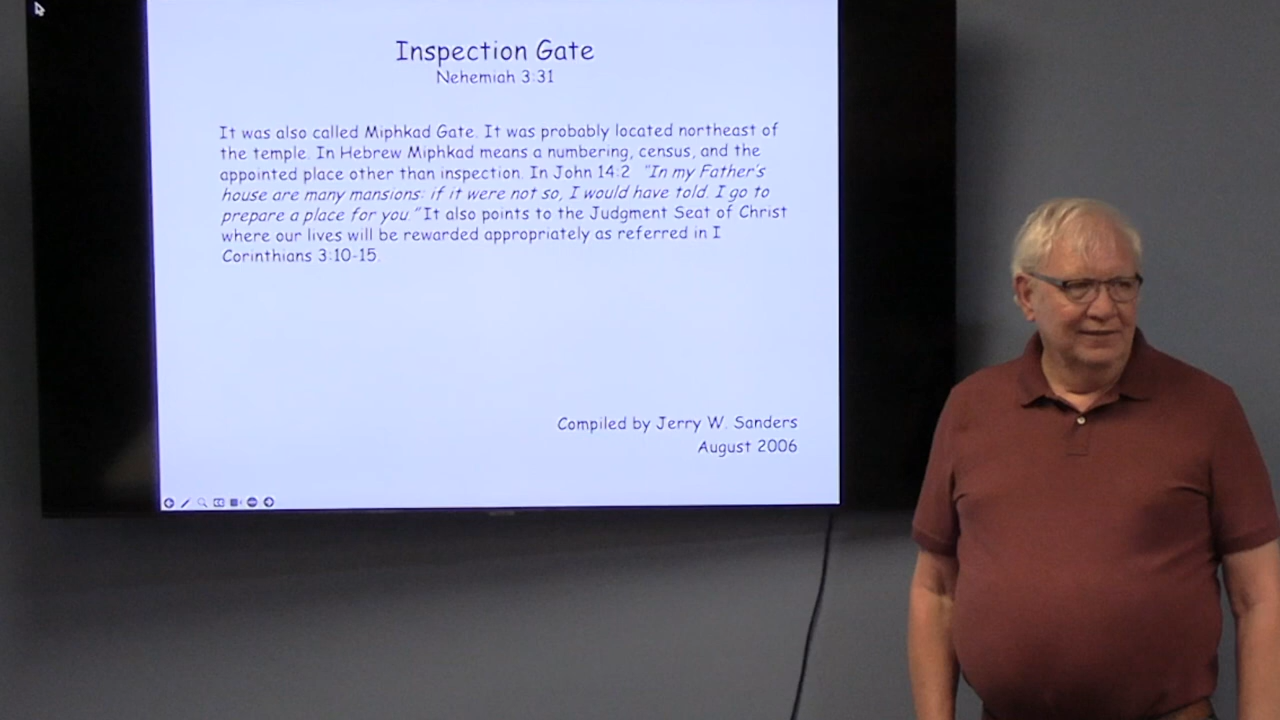 Inspection Gate
Nehemiah 3:31
It was also called Miphkad Gate. It was probably located northeast of
the temple. In Hebrew Miphkad means a numbering, census, and the
appointed place other than inspection. In John 14:2 "In my Father's
house are many mansions: if it were not so, I would have told. I go to
prepare a place for you." It also points to the Judgment Seat of Christ
where our lives will be rewarded appropriately as referred in I
Corinthians 3:10-15.
Compiled by Jerry W. Sanders
August 2006